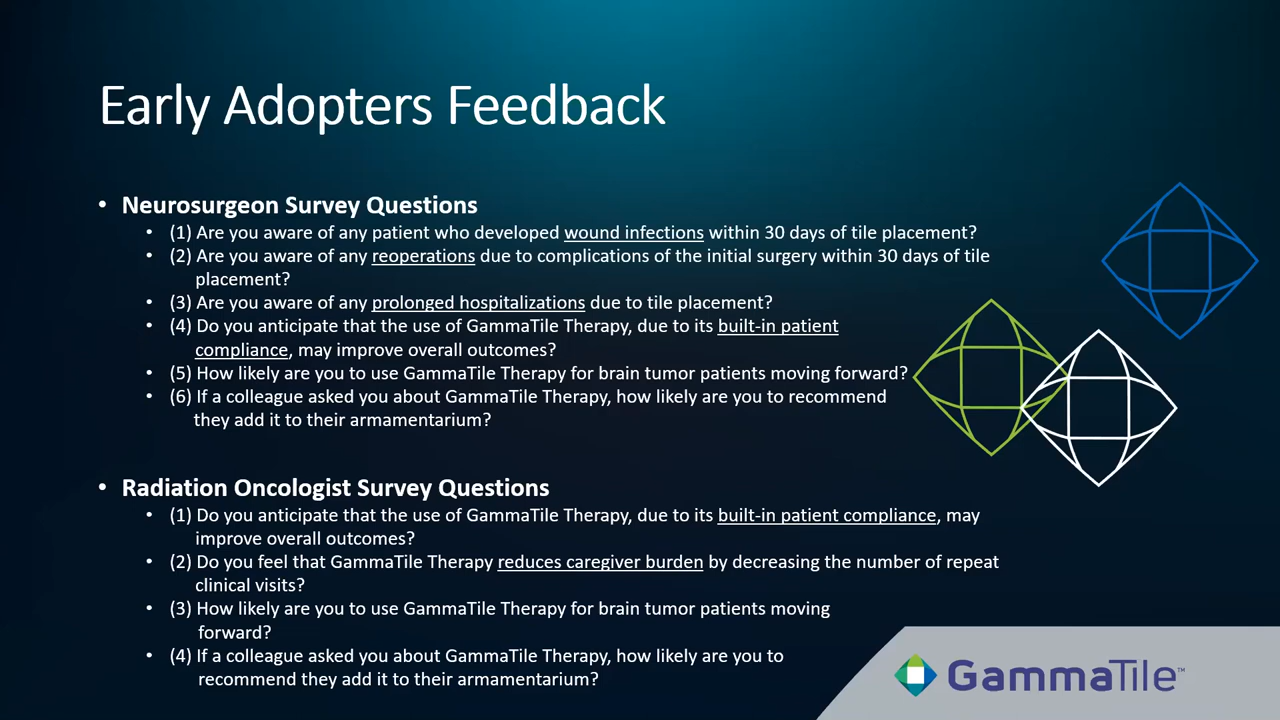 Early Adopters Feedback
• Neurosurgeon Survey Questions
• (1) Are you aware of any patient who developed wound infections within 30 days of tile placement?
• (2) Are you aware of any reoperations due to complications of the initial surgery within 30 days of tile
placement?
• (3) Are you aware of any prolonged hospitalizations due to tile placement?
• (4) Do you anticipate that the use of GammaTile Therapy, due to its built-in patient
compliance, may improve overall outcomes?
• (5) How likely are you to use GammaTile Therapy for brain tumor patients moving forward?
• (6) If a colleague asked you about GammaTile Therapy, how likely are you to recommend
they add it to their armamentarium?
• Radiation Oncologist Survey Questions
• (1) Do you anticipate that the use of GammaTile Therapy, due to its built-in patient compliance, may
improve overall outcomes?
• (2) Do you feel that GammaTile Therapy reduces caregiver burden by decreasing the number of repeat
clinical visits?
• (3) How likely are you to use GammaTile Therapy for brain tumor patients moving
forward?
• (4) If a colleague asked you about GammaTile Therapy, how likely are you to
recommend they add it to their armamentarium?
GammaTile™